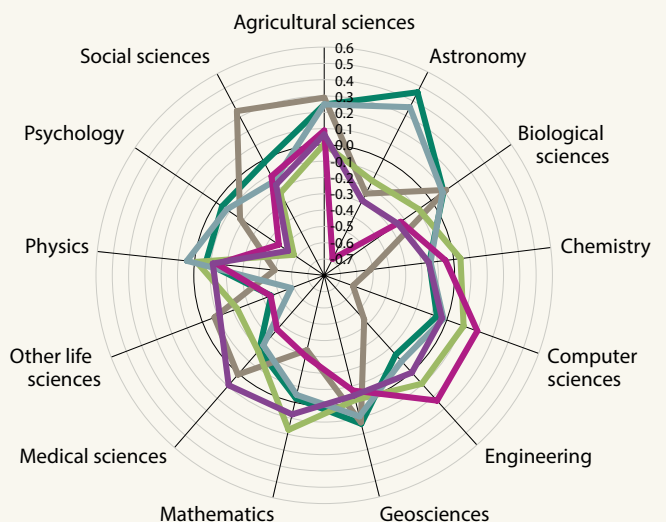 Agricultural sciences
Social sciences
Astronomy
Psychology
Biological
sciences
Physics
Chemistry
Other life
sciences
Computer
sciences
Medical sciences
Engineering
Mathematics
Geosciences
0.6
0.5
0.4
0.3
0.2
0.1
0.0
0.1
0.2
0.3
0.4
0.5
0.6
0.7